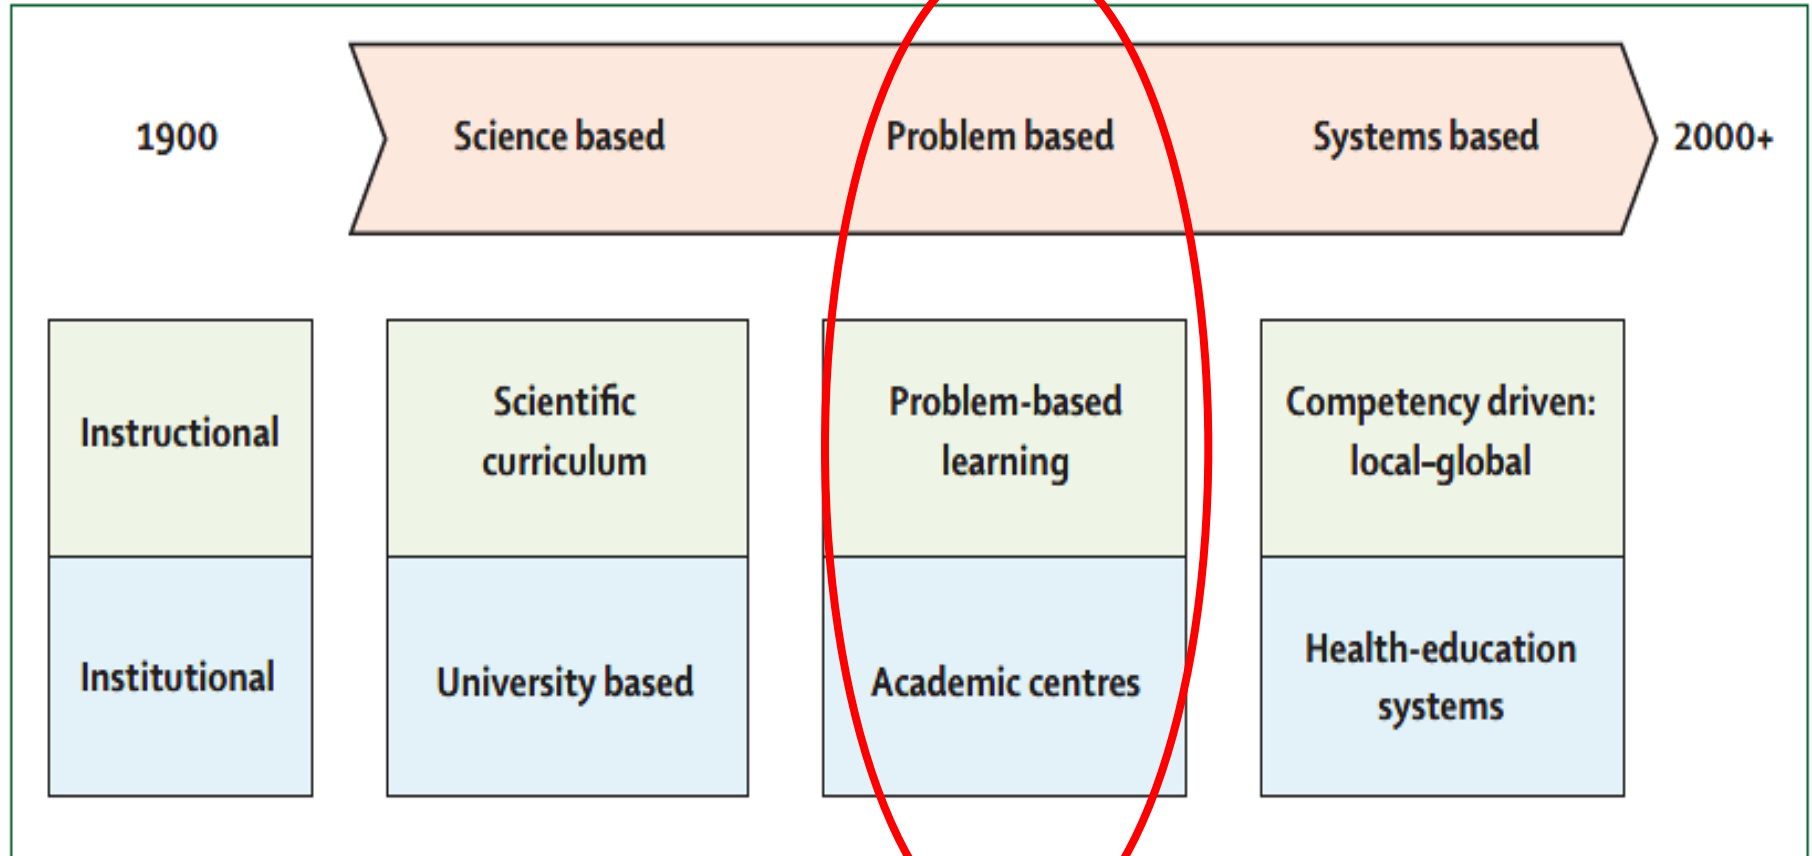 1900
Science based
Problem based
Systems based
2000+
Instructional
Scientific
curriculum
Problem-based
learning
Competency driven:
local–global
Institutional
University based
Academic centres
Health-education
systems